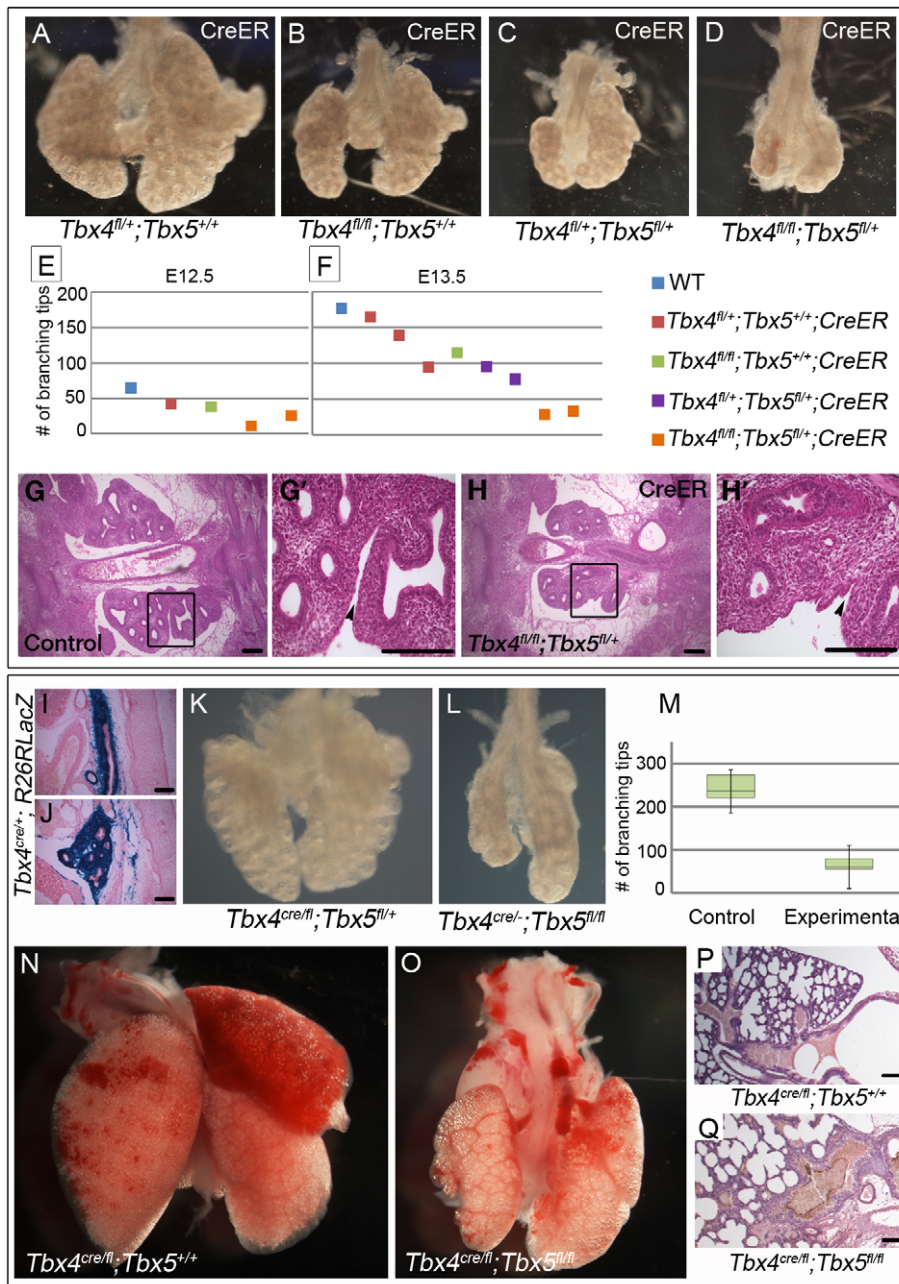 A CreER
B CreER
C CreER
D CreER
Tbx4fl/+;Tbx5+/+
Tbx4fl/fl;Tbx5+/+
Tbx4fl/+;Tbx5fl/+
Tbx4fl/fl;Tbx5fl/+
E
E12.5
# of branching tips
200
150
100
50
0
F
E13.5
WT
Tbx4fl/+;Tbx5+/+;CreER
Tbx4fl/fl;Tbx5+/+;CreER
Tbx4fl/+;Tbx5fl/+;CreER
Tbx4fl/fl;Tbx5fl/+;CreER
G
Control
G'
H CreER
Tbx4fl/fl;Tbx5fl/+
H'
Tbx4cre/+; R26RLacZ
I
J
K
Tbx4cre/fl;Tbx5fl/+
L
Tbx4cre/-;Tbx5fl/fl
M
# of branching tips
300
200
100
0
Control Experimenta
N
Tbx4cre/fl;Tbx5+/+
O
Tbx4cre/fl;Tbx5fl/fl
P
Tbx4cre/fl;Tbx5+/+
Q
Tbx4cre/fl;Tbx5fl/fl